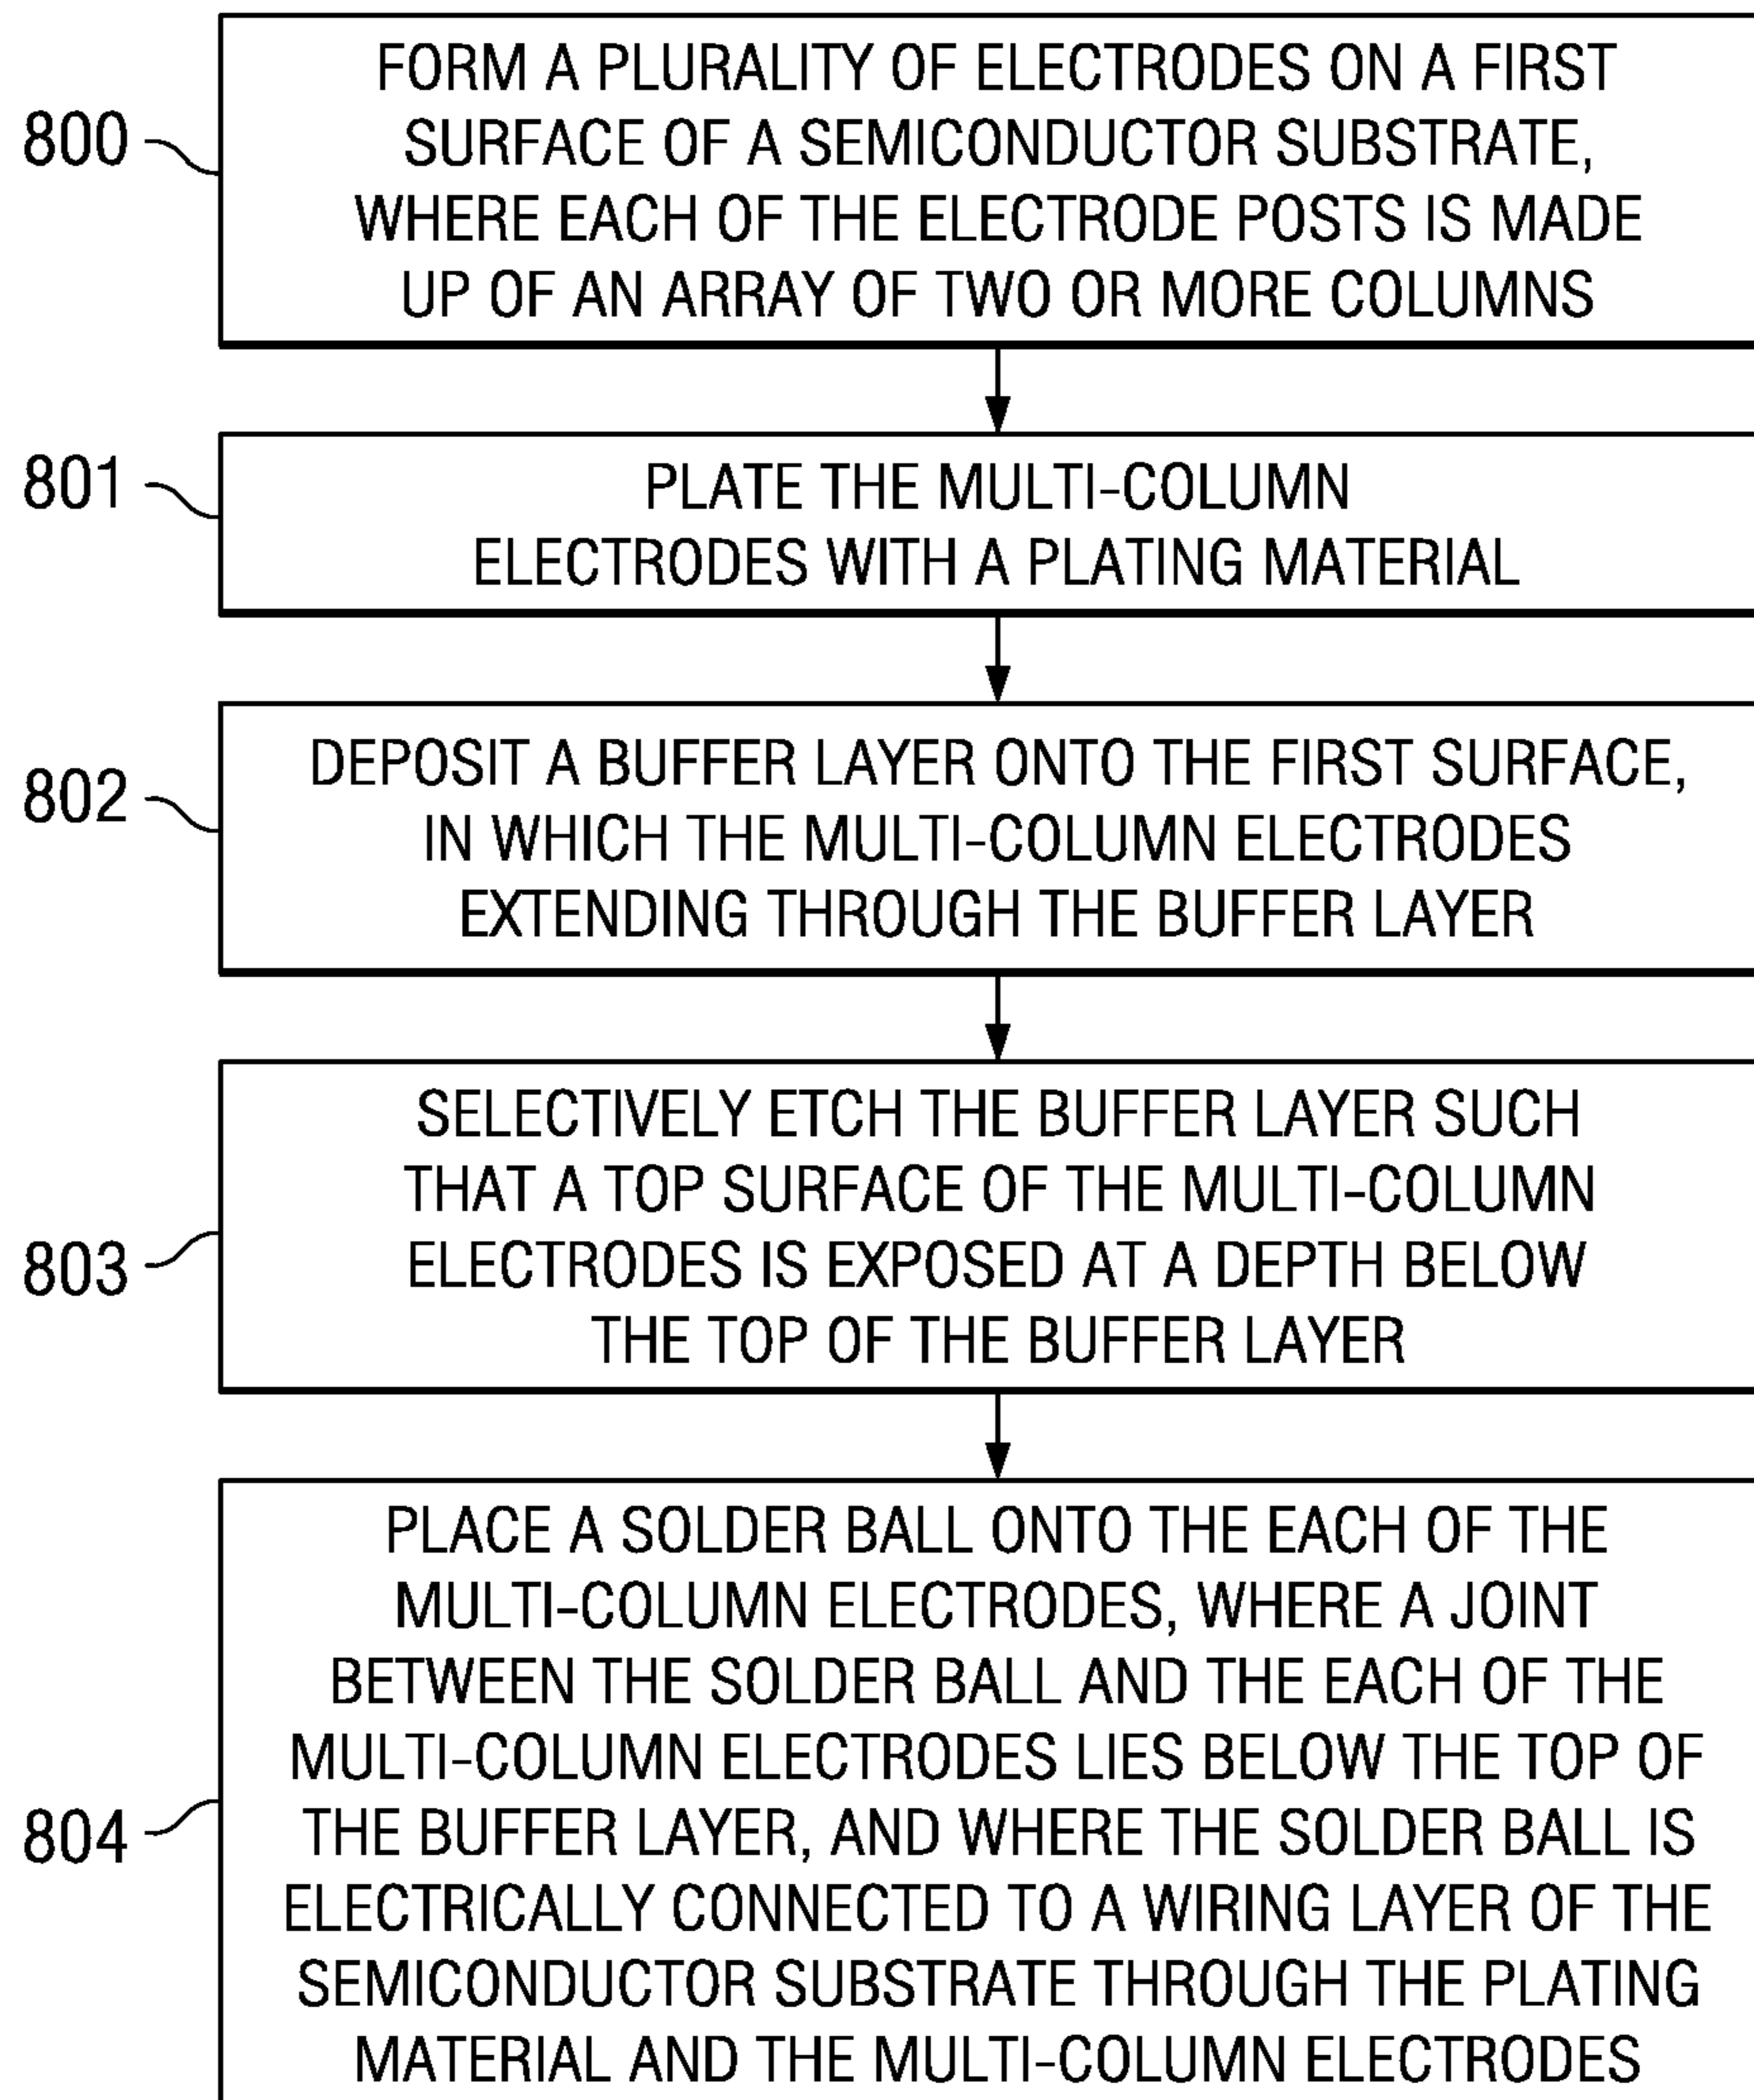 800
FORM A PLURALITY OF ELECTRODES ON A FIRST
SURFACE OF A SEMICONDUCTOR SUBSTRATE,
WHERE EACH OF THE ELECTRODE POSTS IS MADE
UP OF AN ARRAY OF TWO OR MORE COLUMNS
801
PLATE THE MULTI-COLUMN
ELECTRODES WITH A PLATING MATERIAL
802
DEPOSIT A BUFFER LAYER ONTO THE FIRST SURFACE,
IN WHICH THE MULTI-COLUMN ELECTRODES
EXTENDING THROUGH THE BUFFER LAYER
803
SELECTIVELY ETCH THE BUFFER LAYER SUCH
THAT A TOP SURFACE OF THE MULTI-COLUMN
ELECTRODES IS EXPOSED AT A DEPTH BELOW
THE TOP OF THE BUFFER LAYER
804
PLACE A SOLDER BALL ONTO THE EACH OF THE
MULTI-COLUMN ELECTRODES, WHERE A JOINT
BETWEEN THE SOLDER BALL AND THE EACH OF THE
MULTI-COLUMN ELECTRODES LIES BELOW THE TOP OF
THE BUFFER LAYER, AND WHERE THE SOLDER BALL IS
ELECTRICALLY CONNECTED TO A WIRING LAYER OF THE
SEMICONDUCTOR SUBSTRATE THROUGH THE PLATING
MATERIAL AND THE MULTI-COLUMN ELECTRODES